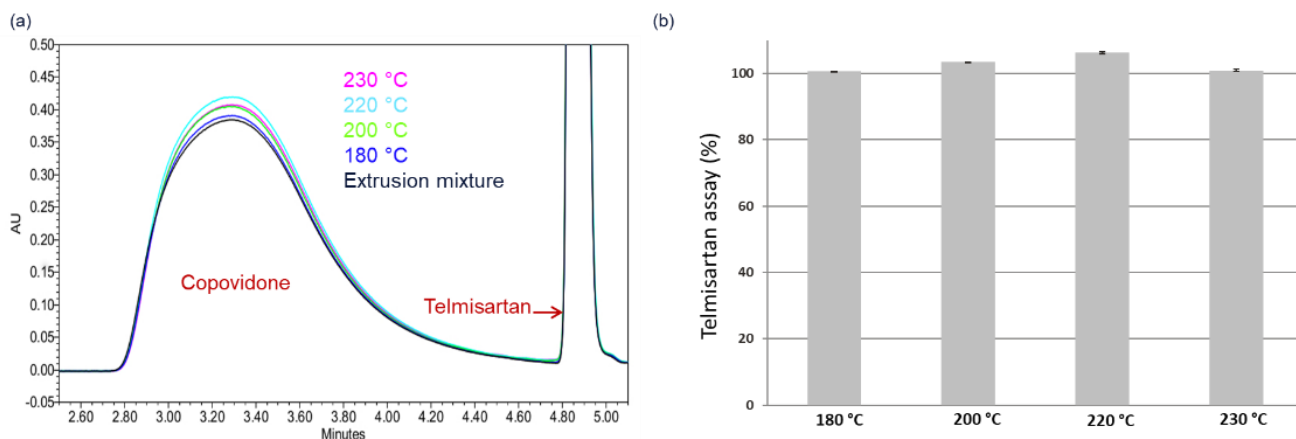 (a)
0.50
0.45
0.40
0.35
0.30
0.25
0.20
0.15
0.10
0.05
0.00
-0.05
AU
230 °C
220 °C
200 °C
180 °C
Extrusion mixture
Copovidone
Telmisartan
2.60 2.80 3.00 3.20 3.40 3.60 3.80 4.00 4.20 4.40 4.60 4.80 5.00
Minutes
(b)
Telmisartan assay (%)
100
80
60
40
20
0
180 °C 200 °C 220 °C 230 °C